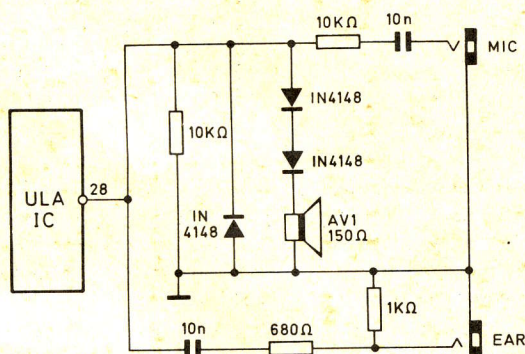 10KΩ
10n
MIC
IN4148
10KΩ
IN4148
ULA
IC
28
IN
4148
AV1
150Ω
1KΩ
10n
680Ω
EAR